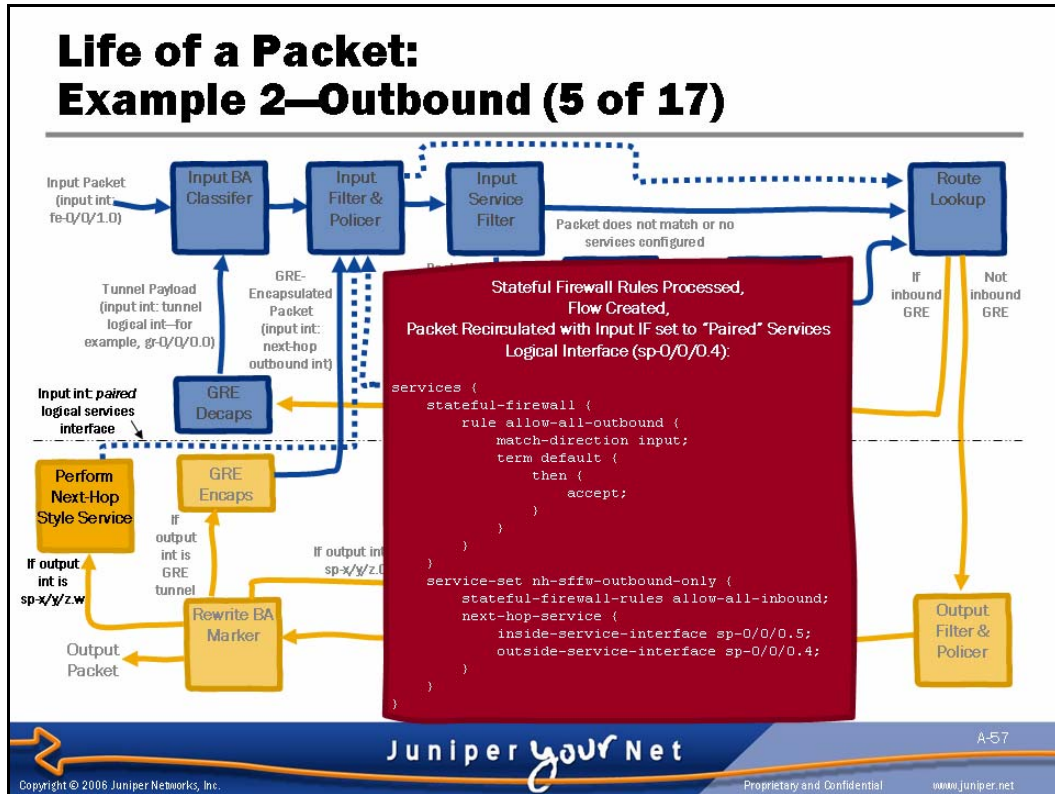 Life of a Packet:
Example 2—Outbound (5 of 17)
Input Packet
(input int:
fe-0/0/1.0)
Input BA
Classifer
Input
Filter &
Policer
Input
Service
Filter
Route
Lookup
Packet does not match or no
services configured
Tunnel Payload
(input int: tunnel
logical int—for
example, gr-0/0/0.0)
GRE-
Encapsulated
Packet
(input int:
next-hop
outbound int)
If
inbound
GRE
Not
inbound
GRE
Stateful Firewall Rules Processed,
Flow Created,
Packet Recirculated with Input IF set to "Paired" Services
Logical Interface (sp-0/0/0.4):
services {
stateful-firewall {
rule allow-all-outbound {
match-direction input;
term default {
then {
accept;
}
}
}
}
service-set nh-sffw-outbound-only {
stateful-firewall-rules allow-all-inbound;
next-hop-service {
inside-service-interface sp-0/0/0.5;
outside-service-interface sp-0/0/0.4;
}
}
}
Input int: paired
logical services
interface
GRE
Decaps
Perform
Next-Hop
Style Service
GRE
Encaps
If output
int is
sp-x/y/z.w
If
output
int is
GRE
tunnel
If output int
sp-x/y/z.0
Rewrite BA
Marker
Output
Packet
Output
Filter &
Policer
Juniper your Net
A-57
Copyright © 2006 Juniper Networks, Inc.
Proprietary and Confidential
www.juniper.net